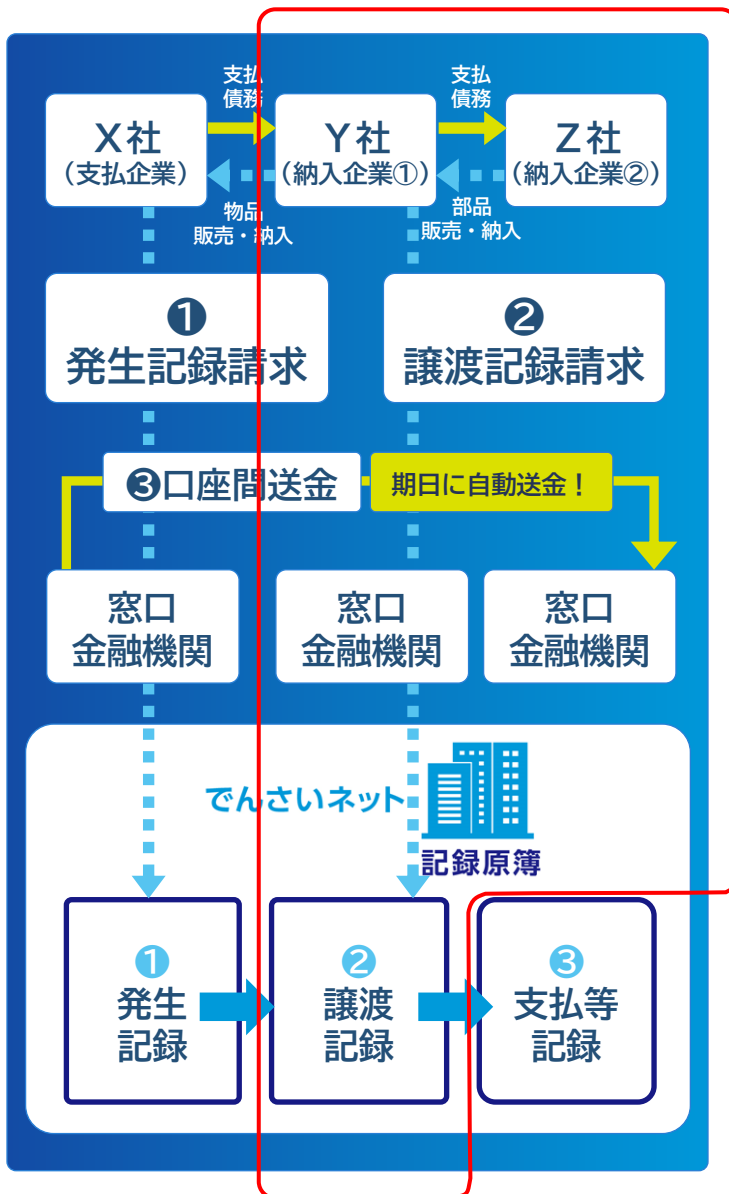 支払
債務
支払
債務
X社
(支払企業)
Y社
(納入企業①)
Z社
(納入企業②)
物品
販売・納入
部品
販売・納入
❶
発生記録請求
❷
譲渡記録請求
❸口座間送金
期日に自動送金！
窓口
金融機関
窓口
金融機関
窓口
金融機関
でんさいネット
記録原簿
❶
発生
記録
❷
譲渡
記録
❸
支払等
記録